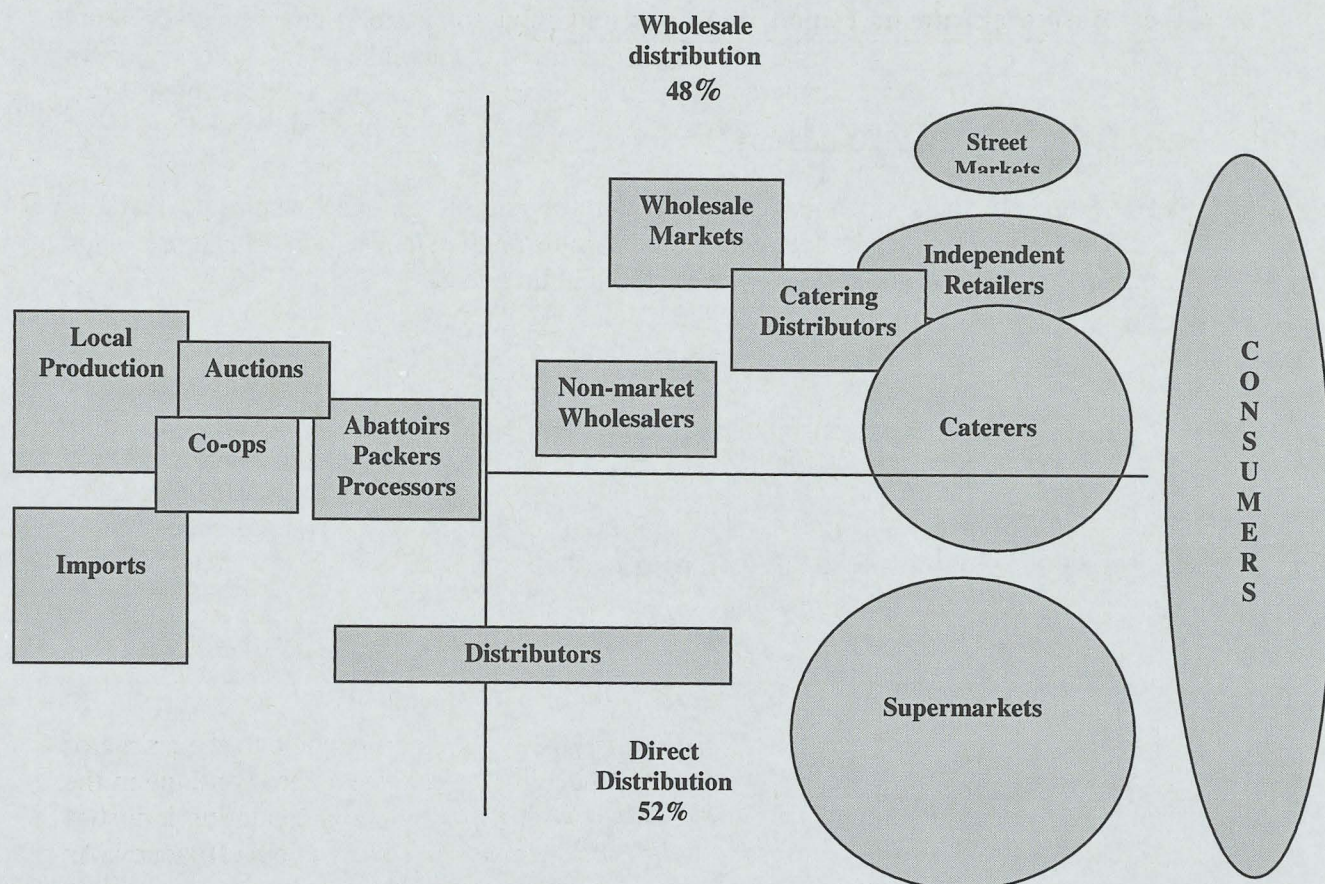 Wholesale
distribution
48%
Street
Markets
Wholesale
Markets
Independent
Retailers
Catering
Distributors
Local
Production
Auctions
Non-market
Wholesalers
Caterers
Co-ops
Abattoirs
Packers
Processors
Imports
Distributors
Supermarkets
Direct
Distribution
52%
C
O
N
S
U
M
E
R
S